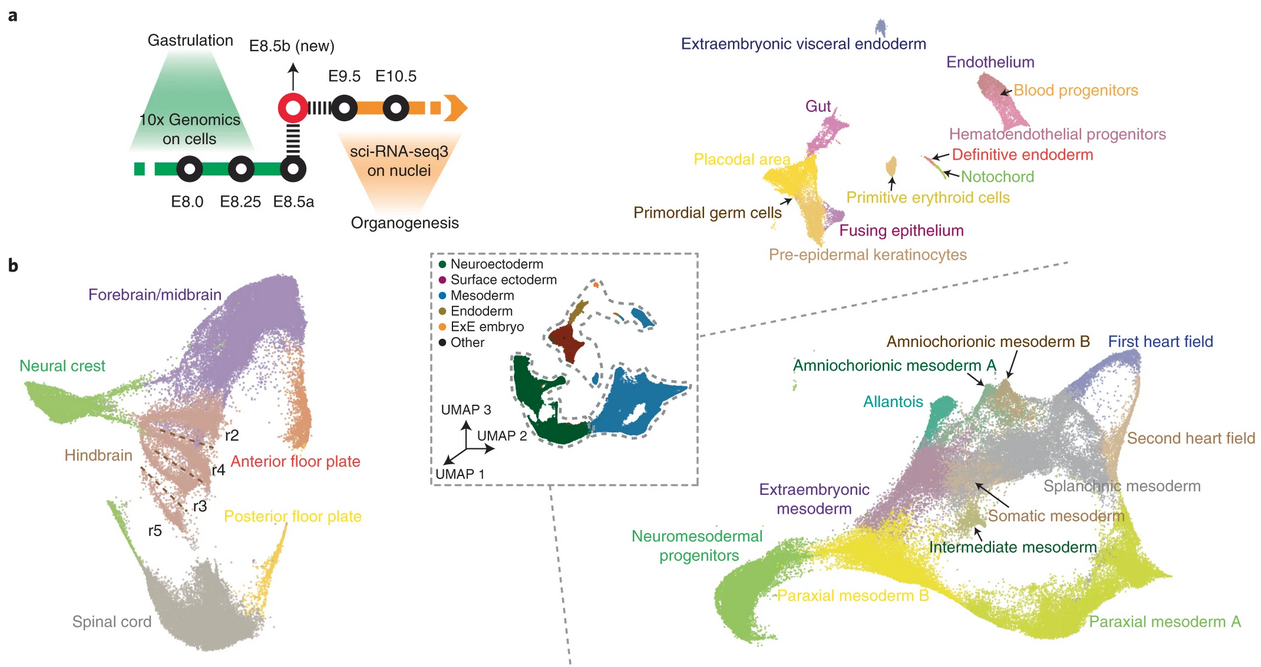 a
Gastrulation
E8.5b (new)
E9.5
E10.5
10x Genomics
on cells
sci-RNA-seq3
on nuclei
E8.0
E8.25
E8.5a
Organogenesis
Extraembryonic visceral endoderm
Endothelium
Blood progenitors
Gut
Hematoendothelial progenitors
Placodal area
Definitive endoderm
Notochord
Primitive erythroid cells
Primordial germ cells
Fusing epithelium
Pre-epidermal keratinocytes
b
Forebrain/midbrain
Neural crest
r2
Hindbrain
Anterior floor plate
r4
r3
r5
Posterior floor plate
Spinal cord
Neuroectoderm
Surface ectoderm
Mesoderm
Endoderm
ExE embryo
Other
UMAP 3
UMAP 2
UMAP 1
Amniochorionic mesoderm B
First heart field
Amniochorionic mesoderm A
Allantois
Second heart field
Splanchnic mesoderm
Extraembryonic
mesoderm
Somatic mesoderm
Neuromesodermal
progenitors
Intermediate mesoderm
Paraxial mesoderm B
Paraxial mesoderm A